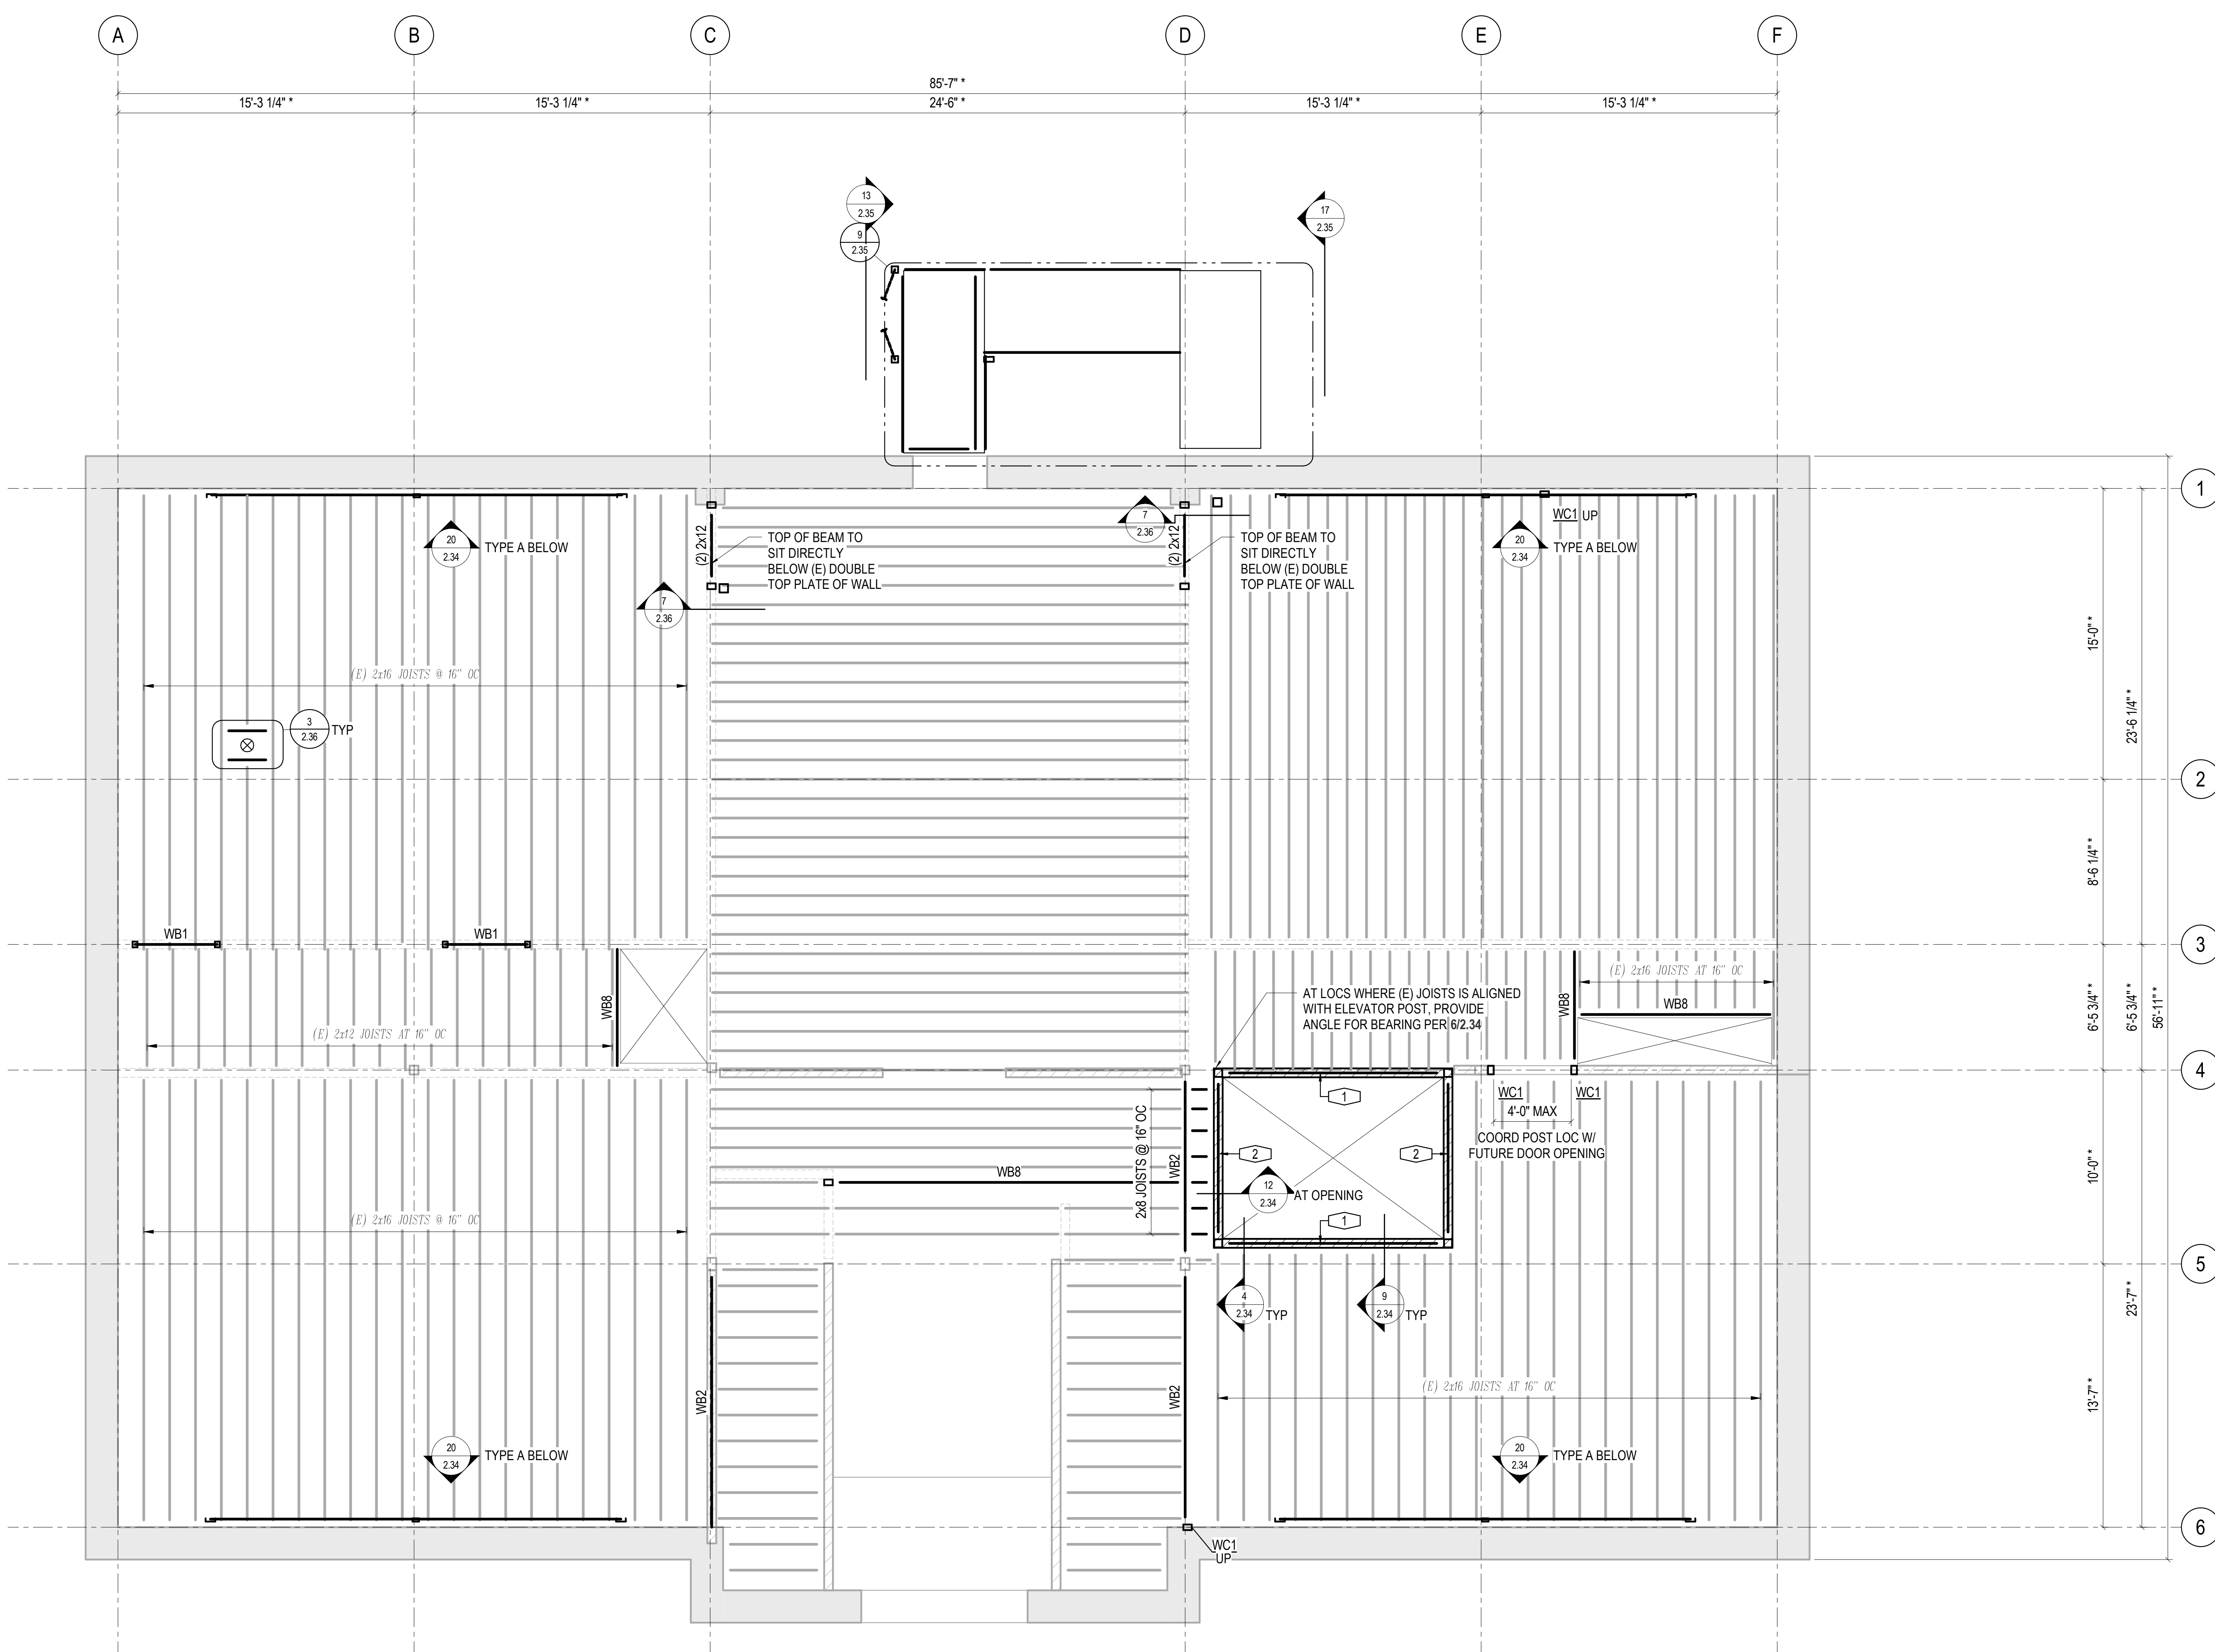 A
B
C
D
E
F
85'-7" *
15'-3 1/4" *
15'-3 1/4" *
24'-6" *
15'-3 1/4" *
15'-3 1/4" *
13
2.35
17
2.35
9
2.35
1
7
2.36
WC1 UP
(2) 2x12
TOP OF BEAM TO
SIT DIRECTLY
BELOW (E) DOUBLE
TOP PLATE OF WALL
(2) 2x12
TOP OF BEAM TO
SIT DIRECTLY
BELOW (E) DOUBLE
TOP PLATE OF WALL
20
2.34
TYPE A BELOW
20
2.34
TYPE A BELOW
7
2.36
15'-0" *
(E) 2x16 JOISTS @ 16" OC
23'-6 1/4" *
3
2.36
TYP
2
8'-6 1/4" *
WB1
WB1
3
(E) 2x16 JOISTS AT 16" OC
AT LOCS WHERE (E) JOISTS IS ALIGNED
WITH ELEVATOR POST, PROVIDE
ANGLE FOR BEARING PER 6/2.34
WB8
WB8
WB8
6'-5 3/4" *
6'-5 3/4" *
56'-11" *
(E) 2x12 JOISTS AT 16" OC
4
1
WC1
WC1
4'-0" MAX
COORD POST LOC W/
FUTURE DOOR OPENING
2x8 JOISTS @ 16" OC
2
2
WB8
WB2
10'-0" *
12
2.34
AT OPENING
(E) 2x16 JOISTS @ 16" OC
1
5
4
2.34
TYP
9
2.34
TYP
23'-7" *
WB2
WB2
(E) 2x16 JOISTS AT 16" OC
13'-7" *
20
2.34
TYPE A BELOW
20
2.34
TYPE A BELOW
6
WC1
UP